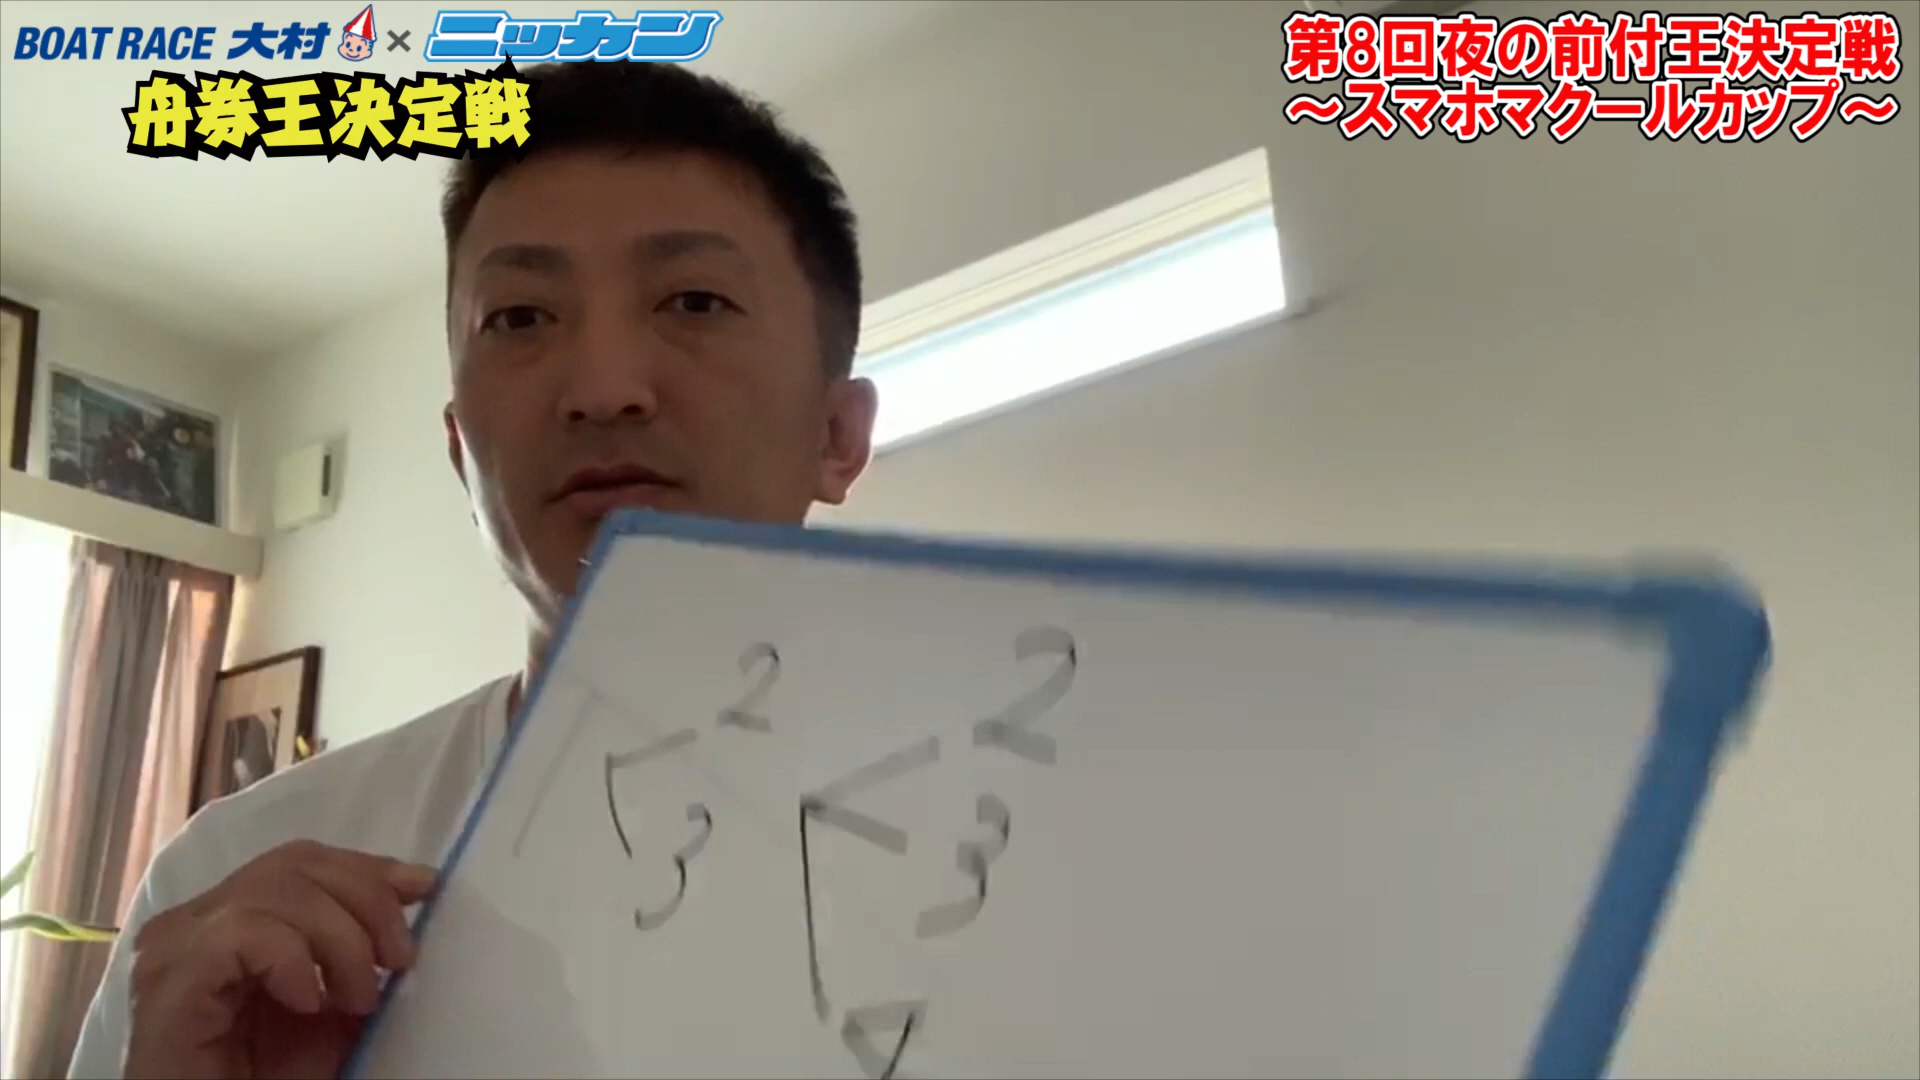 BOAT RACE 大村 × ニッカン
舟券王決定戦
第8回夜の前付王決定戦
～スマホマクールカップ～
2 2
3 3